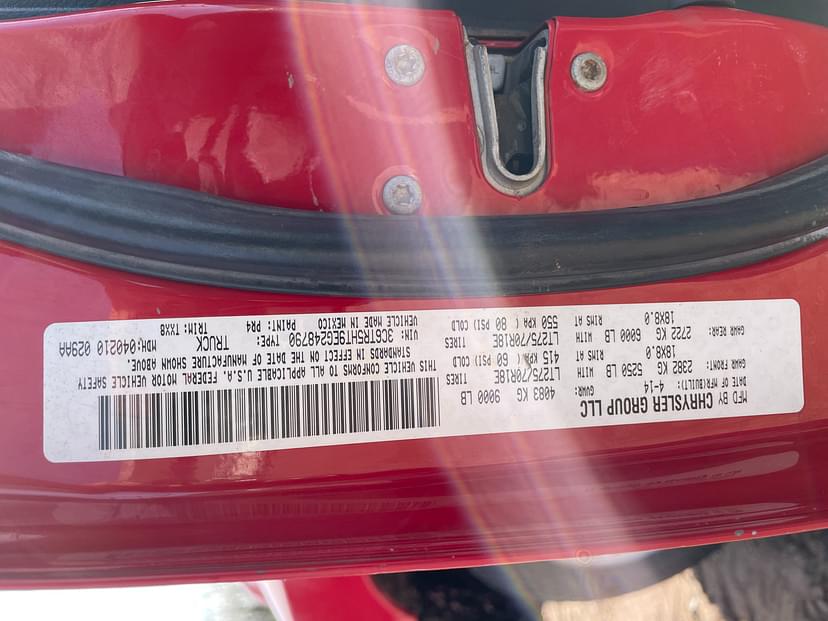 MFD BY CHRYSLER GROUP LLC
DATE OF MFR(BUILT): 4-14 GVWR: 4083 KG 9000 LB
GAWR FRONT: 2382 KG 5250 LB WITH TIRES LT275/70R18E
RIMS AT 18X8.0 415 KPA ( 60 PSI) COLD
GAWR REAR: 2722 KG 6000 LB WITH TIRES LT275/70R18E
RIMS AT 18X8.0 550 KPA ( 80 PSI) COLD
THIS VEHICLE CONFORMS TO ALL APPLICABLE U.S.A. FEDERAL MOTOR VEHICLE SAFETY
STANDARDS IN EFFECT ON THE DATE OF MANUFACTURE SHOWN ABOVE.
VIN: 3C6TR5HT9EG248790 TYPE: TRUCK MDH:040210 029AA
VEHICLE MADE IN MEXICO PAINT: PR4 TRIM: TXX8